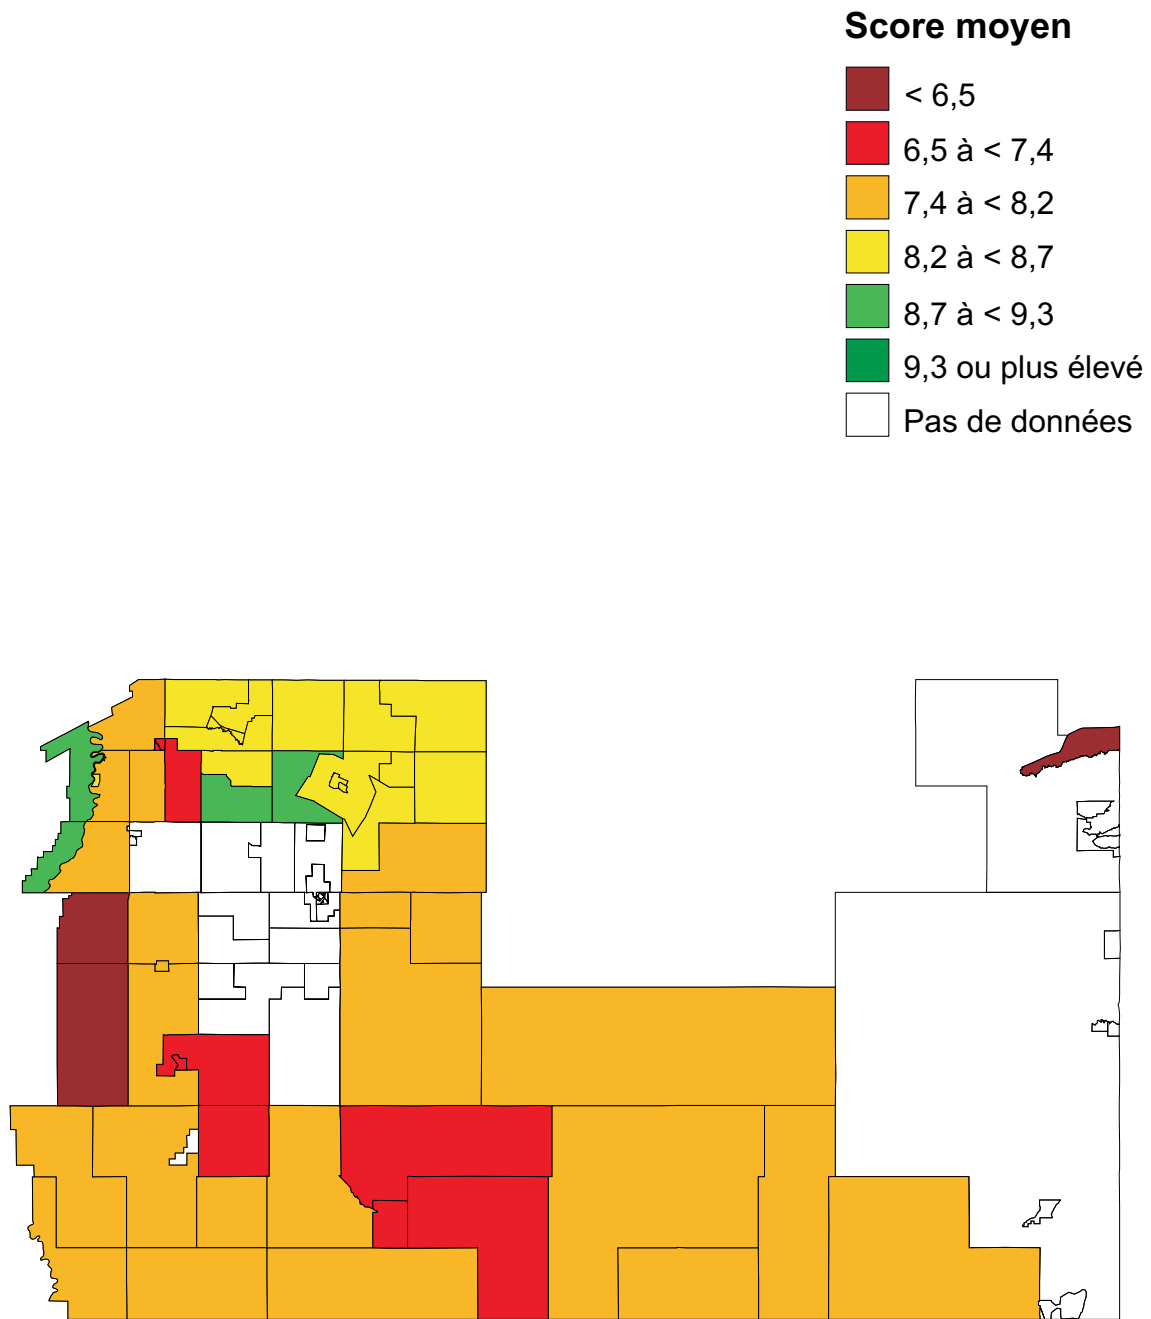 Score moyen
< 6,5
6,5 à < 7,4
7,4 à < 8,2
8,2 à < 8,7
8,7 à < 9,3
9,3 ou plus élevé
Pas de données